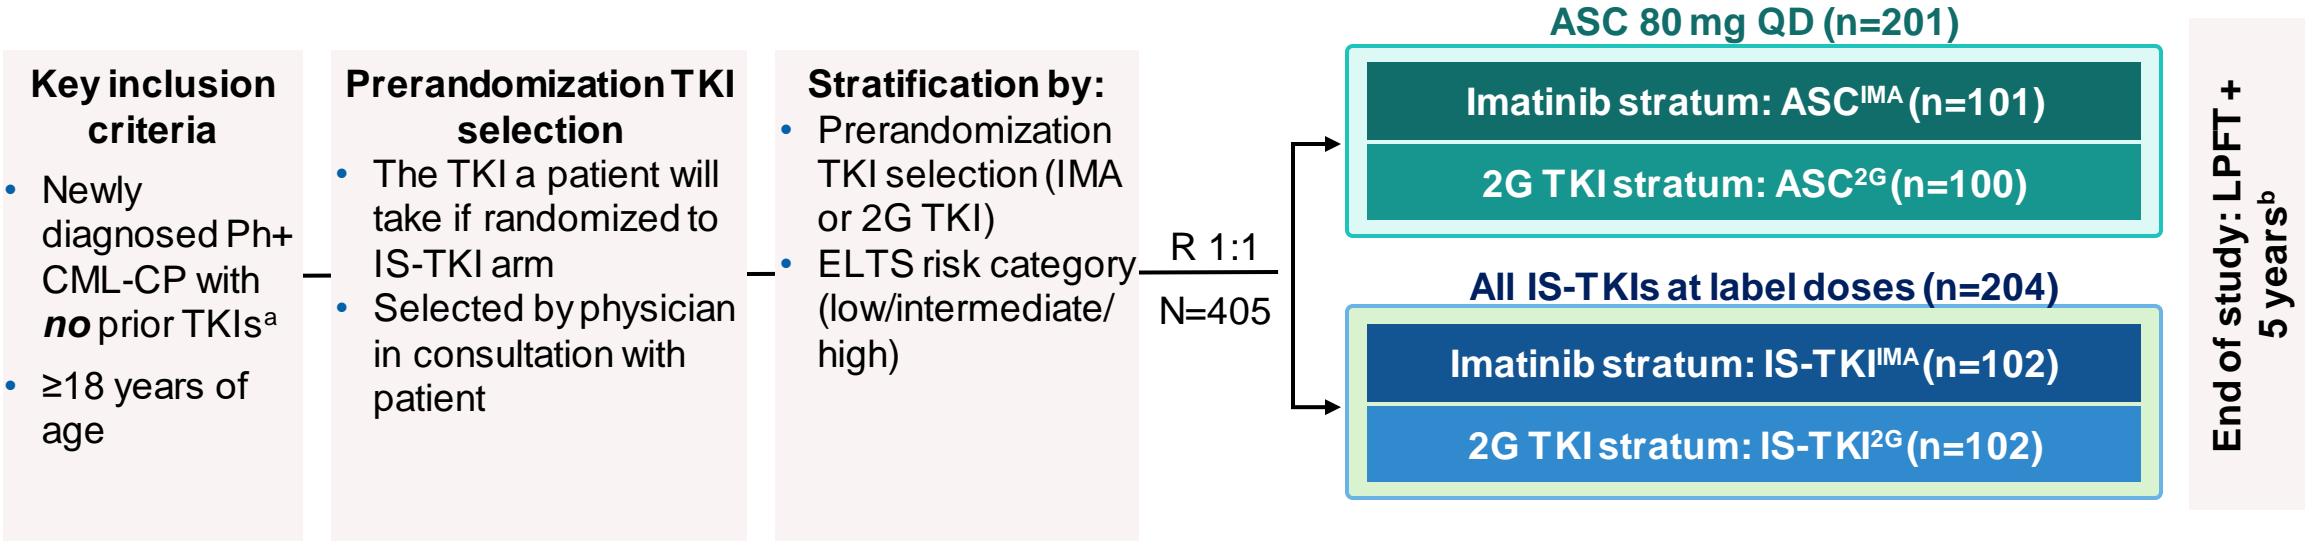 Key inclusion
criteria
• Newly
diagnosed Ph+
CML-CP with
no prior TKIsᵃ
• ≥18 years of
age
Prerandomization TKI
selection
• The TKI a patient will
take if randomized to
IS-TKI arm
• Selected by physician
in consultation with
patient
Stratification by:
• Prerandomization
TKI selection (IMA
or 2G TKI)
• ELTS risk category
(low/intermediate/
high)
R 1:1
N=405
ASC 80 mg QD (n=201)
Imatinib stratum: ASCᴵᴹᴬ (n=101)
2G TKI stratum: ASC²ᴳ (n=100)
All IS-TKIs at label doses (n=204)
Imatinib stratum: IS-TKIᴵᴹᴬ (n=102)
2G TKI stratum: IS-TKI²ᴳ (n=102)
End of study: LPFT +
5 yearsᵇ